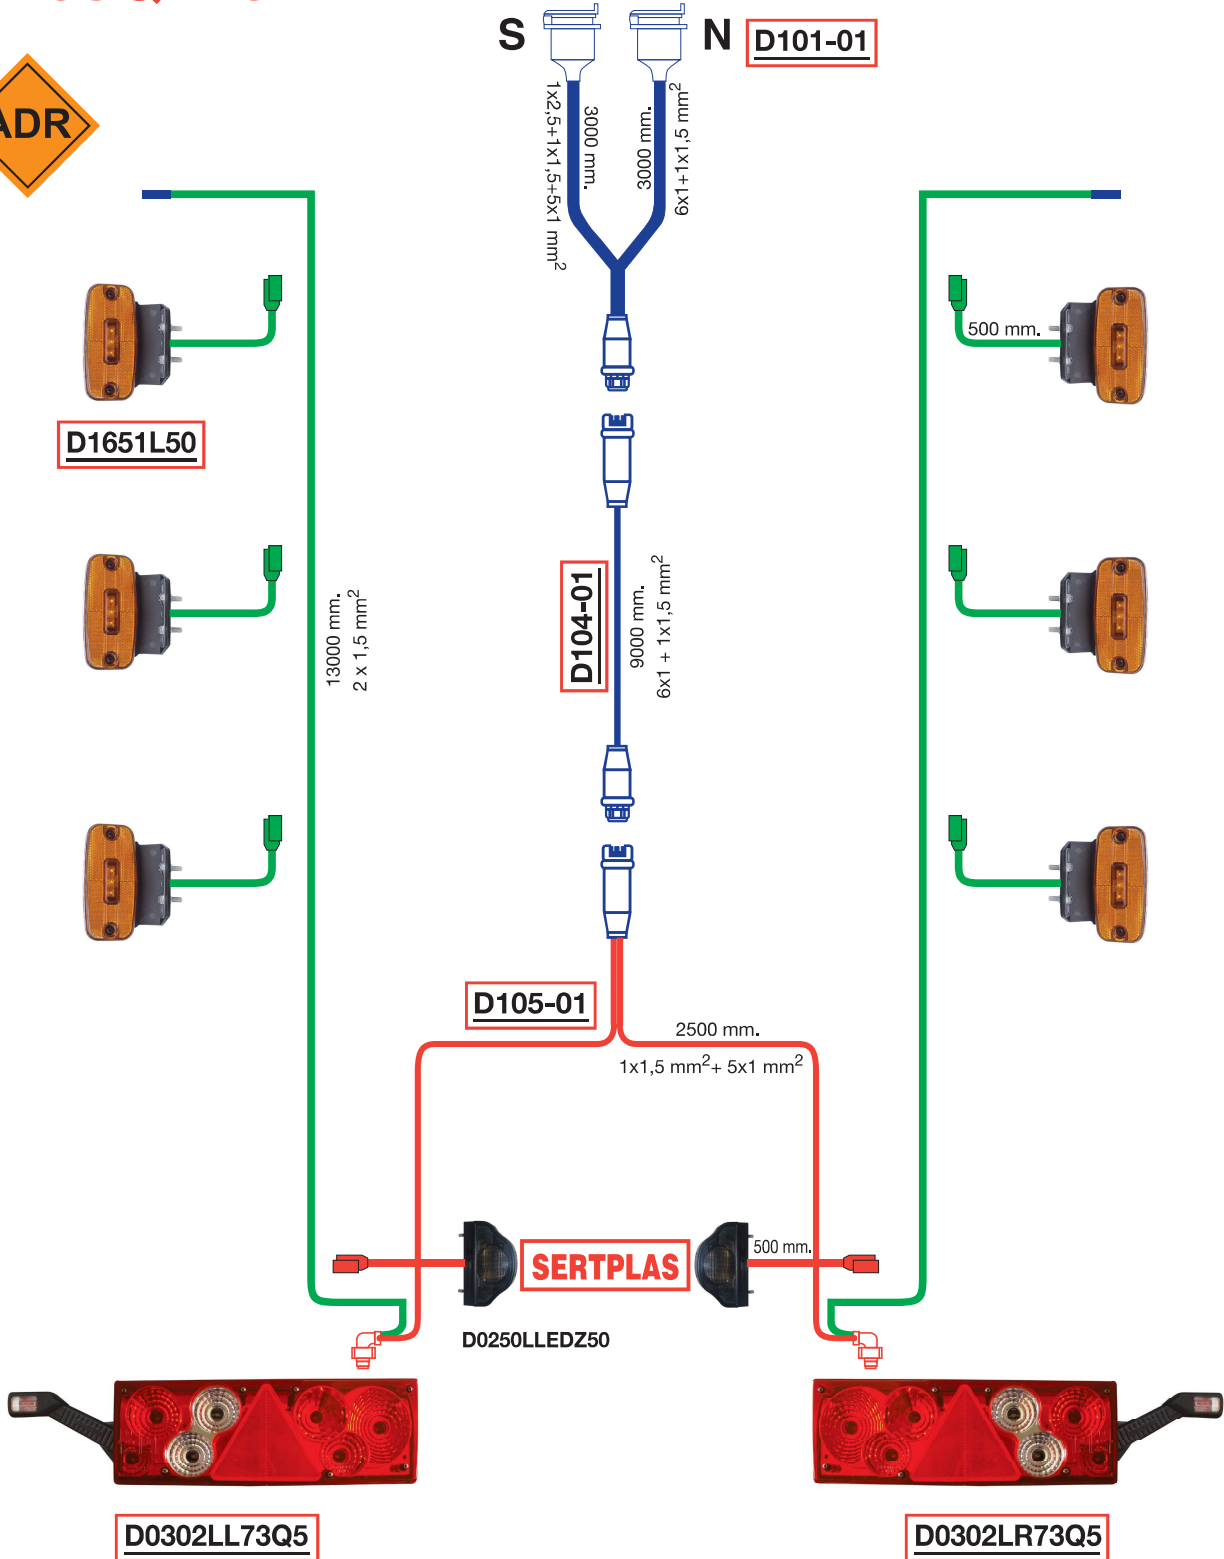 S
N
D101-01
ADR
1x2,5+1x1,5+5x1 mm²
3000 mm.
3000 mm.
6x1+1x1,5 mm²
500 mm.
D1651L50
13000 mm.
2 x 1,5 mm²
D104-01
9000 mm.
6x1 + 1x1,5 mm²
D105-01
2500 mm.
1x1,5 mm²+ 5x1 mm²
SERTPLAS
500 mm.
D0250LLEDZ50
D0302LL73Q5
D0302LR73Q5